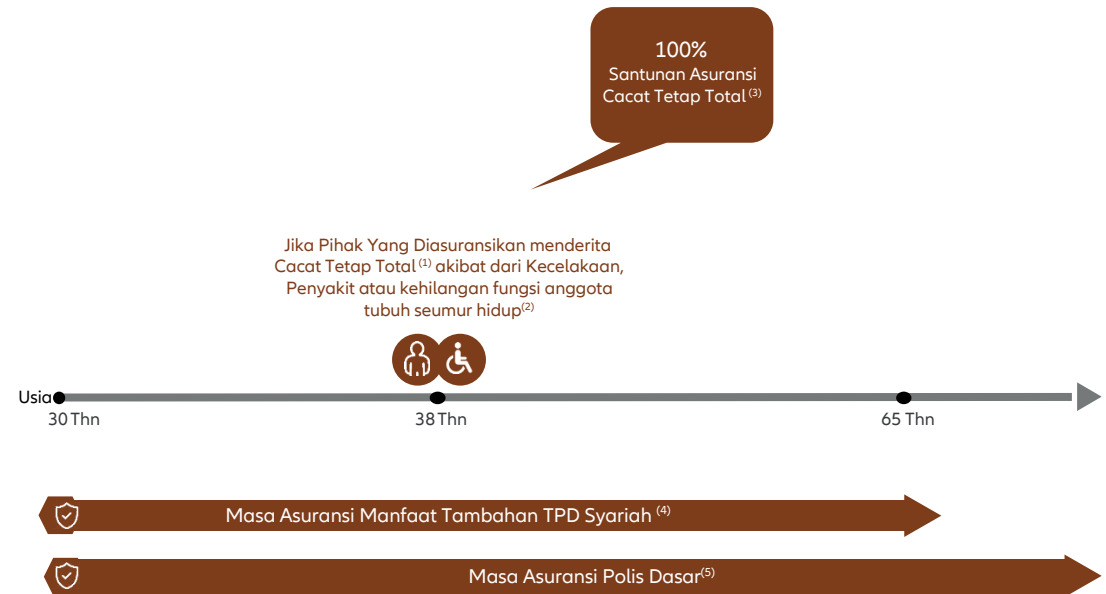 100%
Santunan Asuransi
Cacat Tetap Total (3)
Jika Pihak Yang Diasuransikan menderita
Cacat Tetap Total (1) akibat dari Kecelakaan,
Penyakit atau kehilangan fungsi anggota
tubuh seumur hidup(2)
Usia
30 Thn
38 Thn
65 Thn
Masa Asuransi Manfaat Tambahan TPD Syariah (4)
Masa Asuransi Polis Dasar(5)